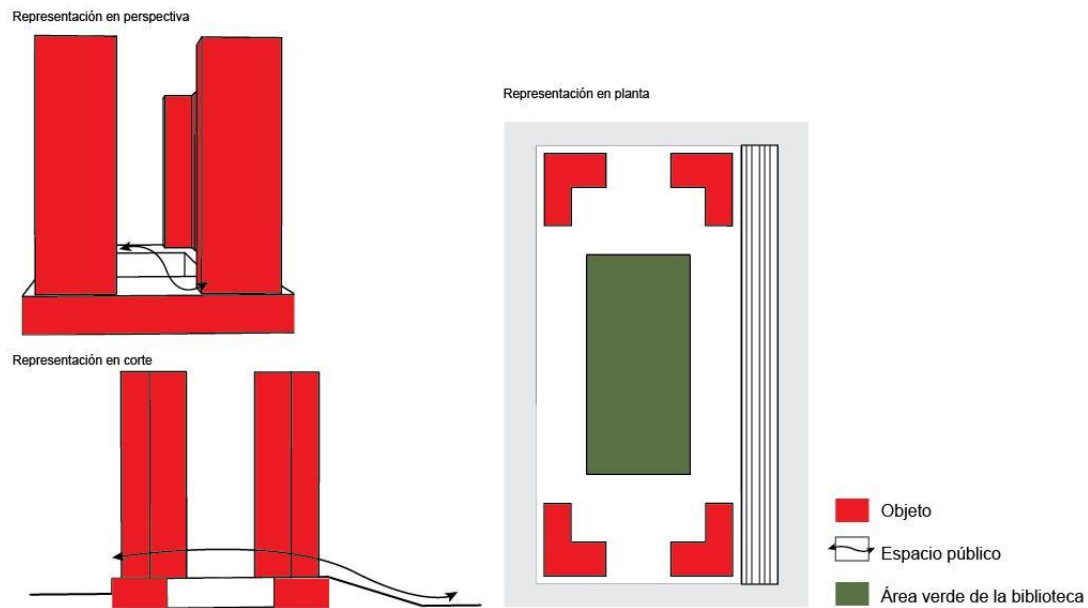 Representación en perspectiva
Representación en planta
Representación en corte
Objeto
Espacio público
Área verde de la biblioteca